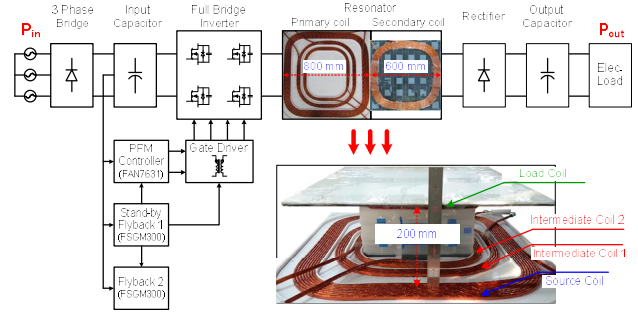 3 Phase
Bridge
Input
Capacitor
Full Bridge
Inverter
Resonator
Primary coil
Secondary coil
Rectifier
Output
Capacitor
Pin
Pout
800 mm
600 mm
Elec-
Load
PFM
Controller
(FAN7631)
Gate Driver
Stand-by
Flyback 1
(FSGM300)
Flyback 2
(FSGM300)
Load Coil
Intermediate Coil 2
200 mm
Intermediate Coil 1
Source Coil